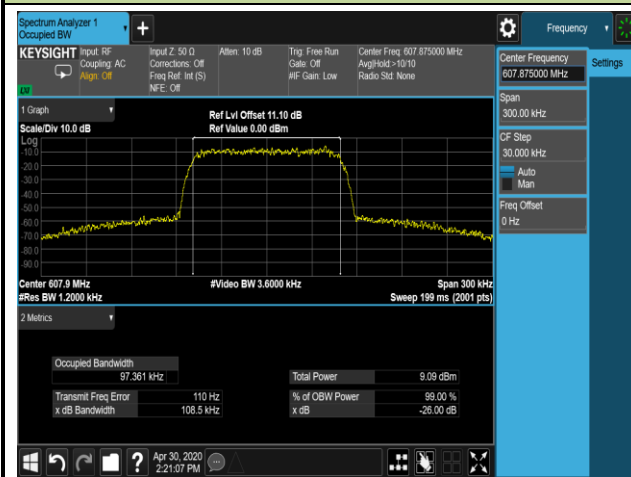 Spectrum Analyzer 1
Occupied BW
Frequency
KEYSIGHT
Input: RF
Coupling: AC
Align: Off
Input Z: 50 Ω
Corrections: Off
Freq Ref: Int (S)
NFE: Off
Atten: 10 dB
Trig: Free Run
Gate: Off
#IF Gain: Low
Center Freq: 607.875000 MHz
Avg|Hold:>10/10
Radio Std: None
Center Frequency
607.875000 MHz
Settings
Span
300.00 kHz
CF Step
30.000 kHz
Auto
Man
Freq Offset
0 Hz
1 Graph
Scale/Div 10.0 dB
Ref Lvl Offset 11.10 dB
Ref Value 0.00 dBm
Log
-10.0
-20.0
-30.0
-40.0
-50.0
-60.0
-70.0
-80.0
-90.0
Center 607.9 MHz
#Video BW 3.6000 kHz
Span 300 kHz
#Res BW 1.2000 kHz
Sweep 199 ms (2001 pts)
2 Metrics
Occupied Bandwidth
97.361 kHz
Total Power 9.09 dBm
Transmit Freq Error 110 Hz
% of OBW Power 99.00 %
x dB Bandwidth 108.5 kHz
x dB -26.00 dB
?
Apr 30, 2020
2:21:07 PM